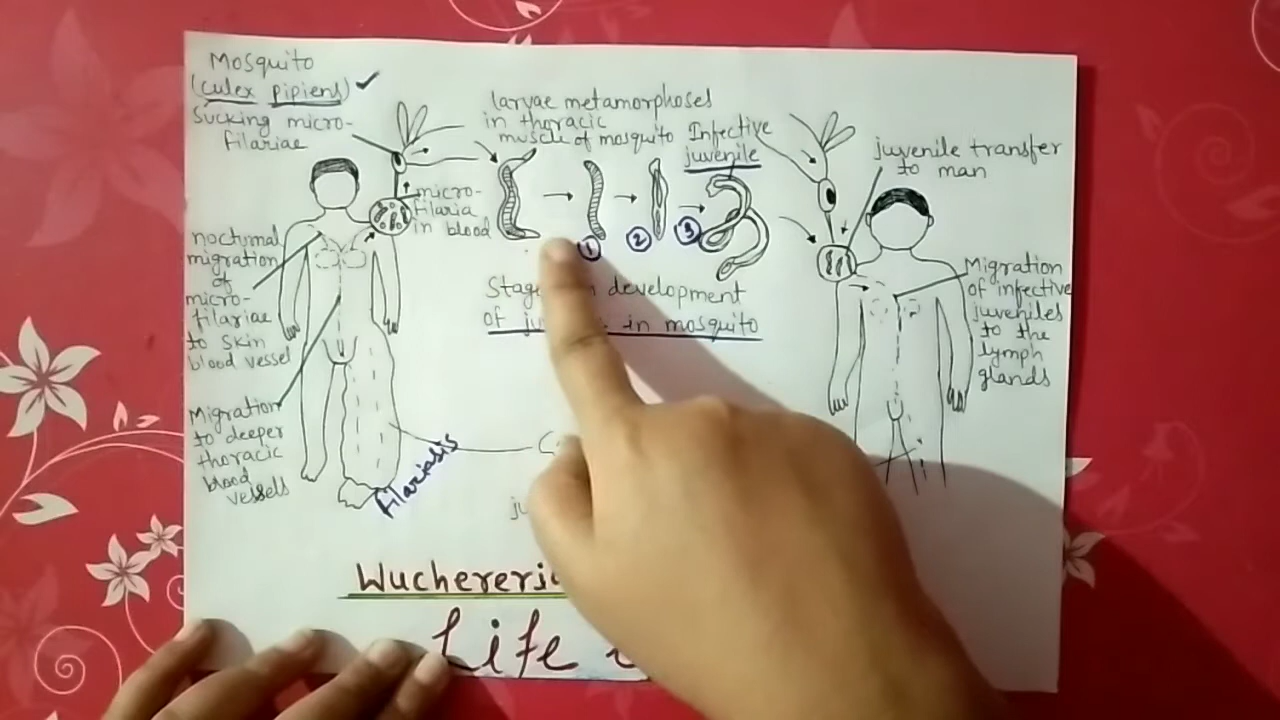 Mosquito
(culex pipiens) ✓
Sucking micro-
filariae
larvae metamorphoses
in thoracic
muscle of mosquito
Infective
juvenile
juvenile transfer
to man
micro-
filaria
in blood
1
2
3
nocturnal
migration
of
micro-
filariae
to skin
blood vessel
Stage development
of in mosquito
Migration
of infective
juveniles
to the
lymph
glands
Migration
to deeper
thoracic
blood
vessels
filariasis
Life